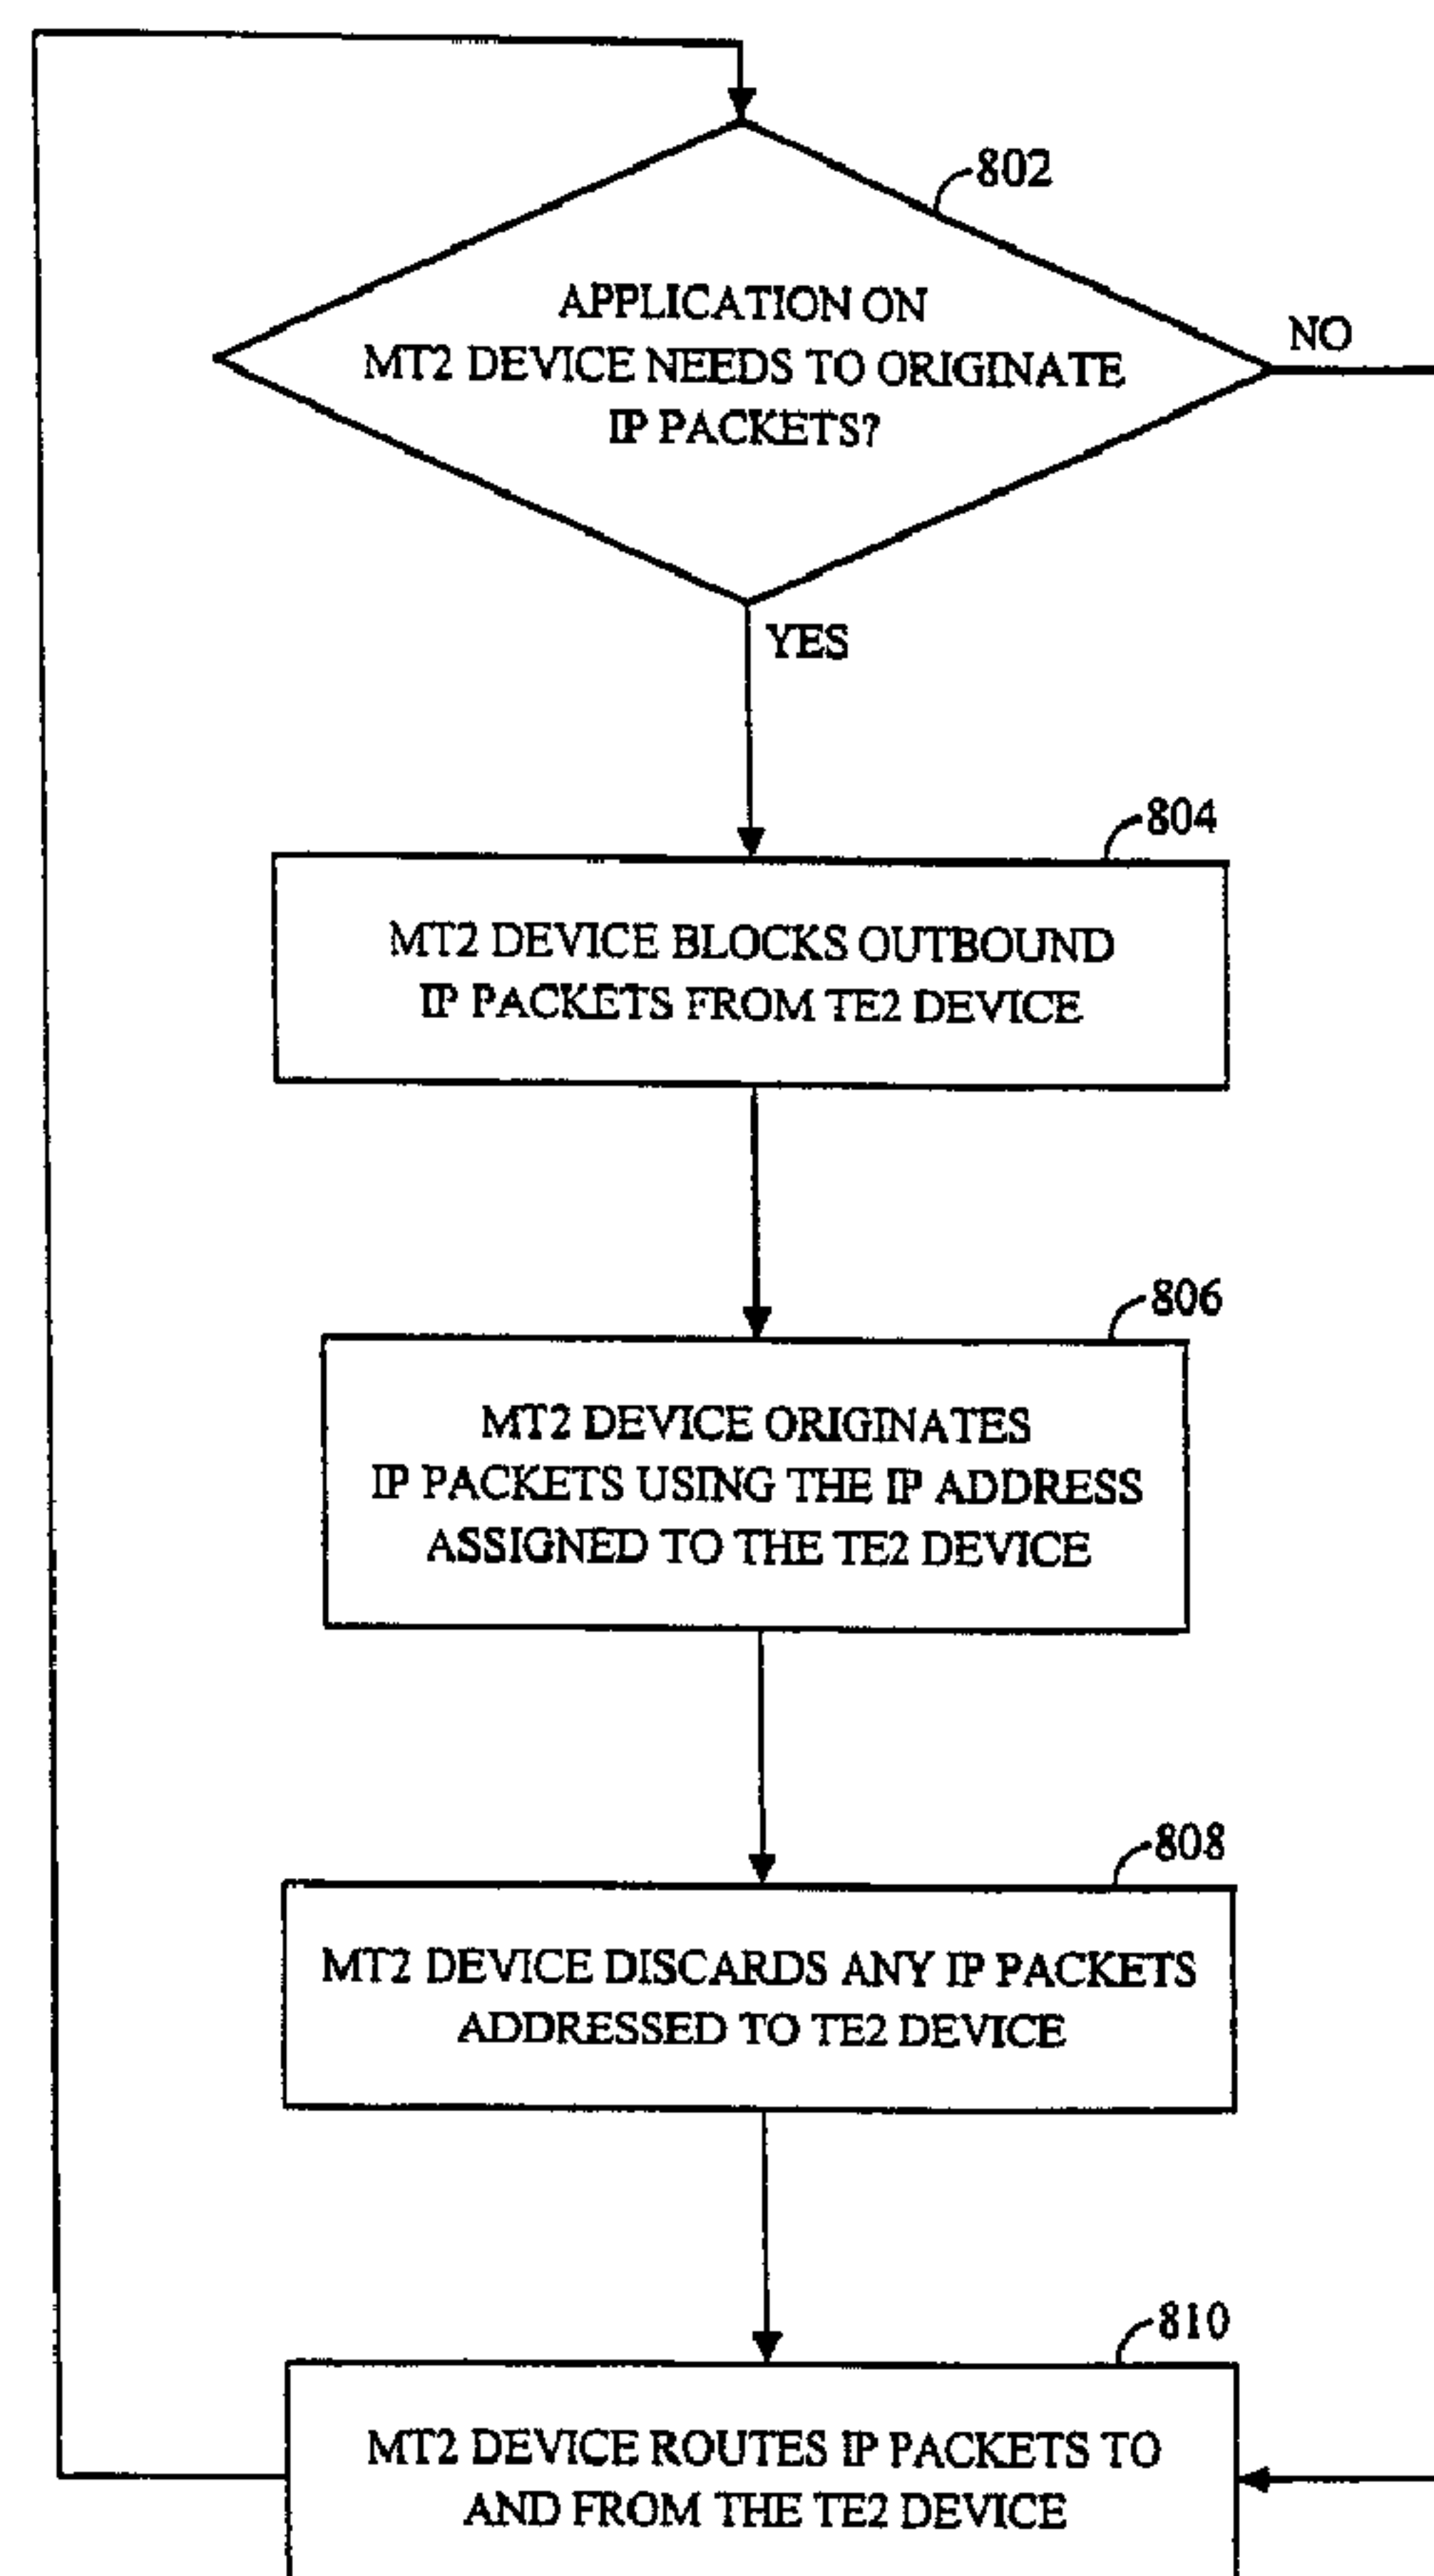 802
APPLICATION ON
MT2 DEVICE NEEDS TO ORIGINATE
IP PACKETS?
NO
YES
804
MT2 DEVICE BLOCKS OUTBOUND
IP PACKETS FROM TE2 DEVICE
806
MT2 DEVICE ORIGINATES
IP PACKETS USING THE IP ADDRESS
ASSIGNED TO THE TE2 DEVICE
808
MT2 DEVICE DISCARDS ANY IP PACKETS
ADDRESSED TO TE2 DEVICE
810
MT2 DEVICE ROUTES IP PACKETS TO
AND FROM THE TE2 DEVICE